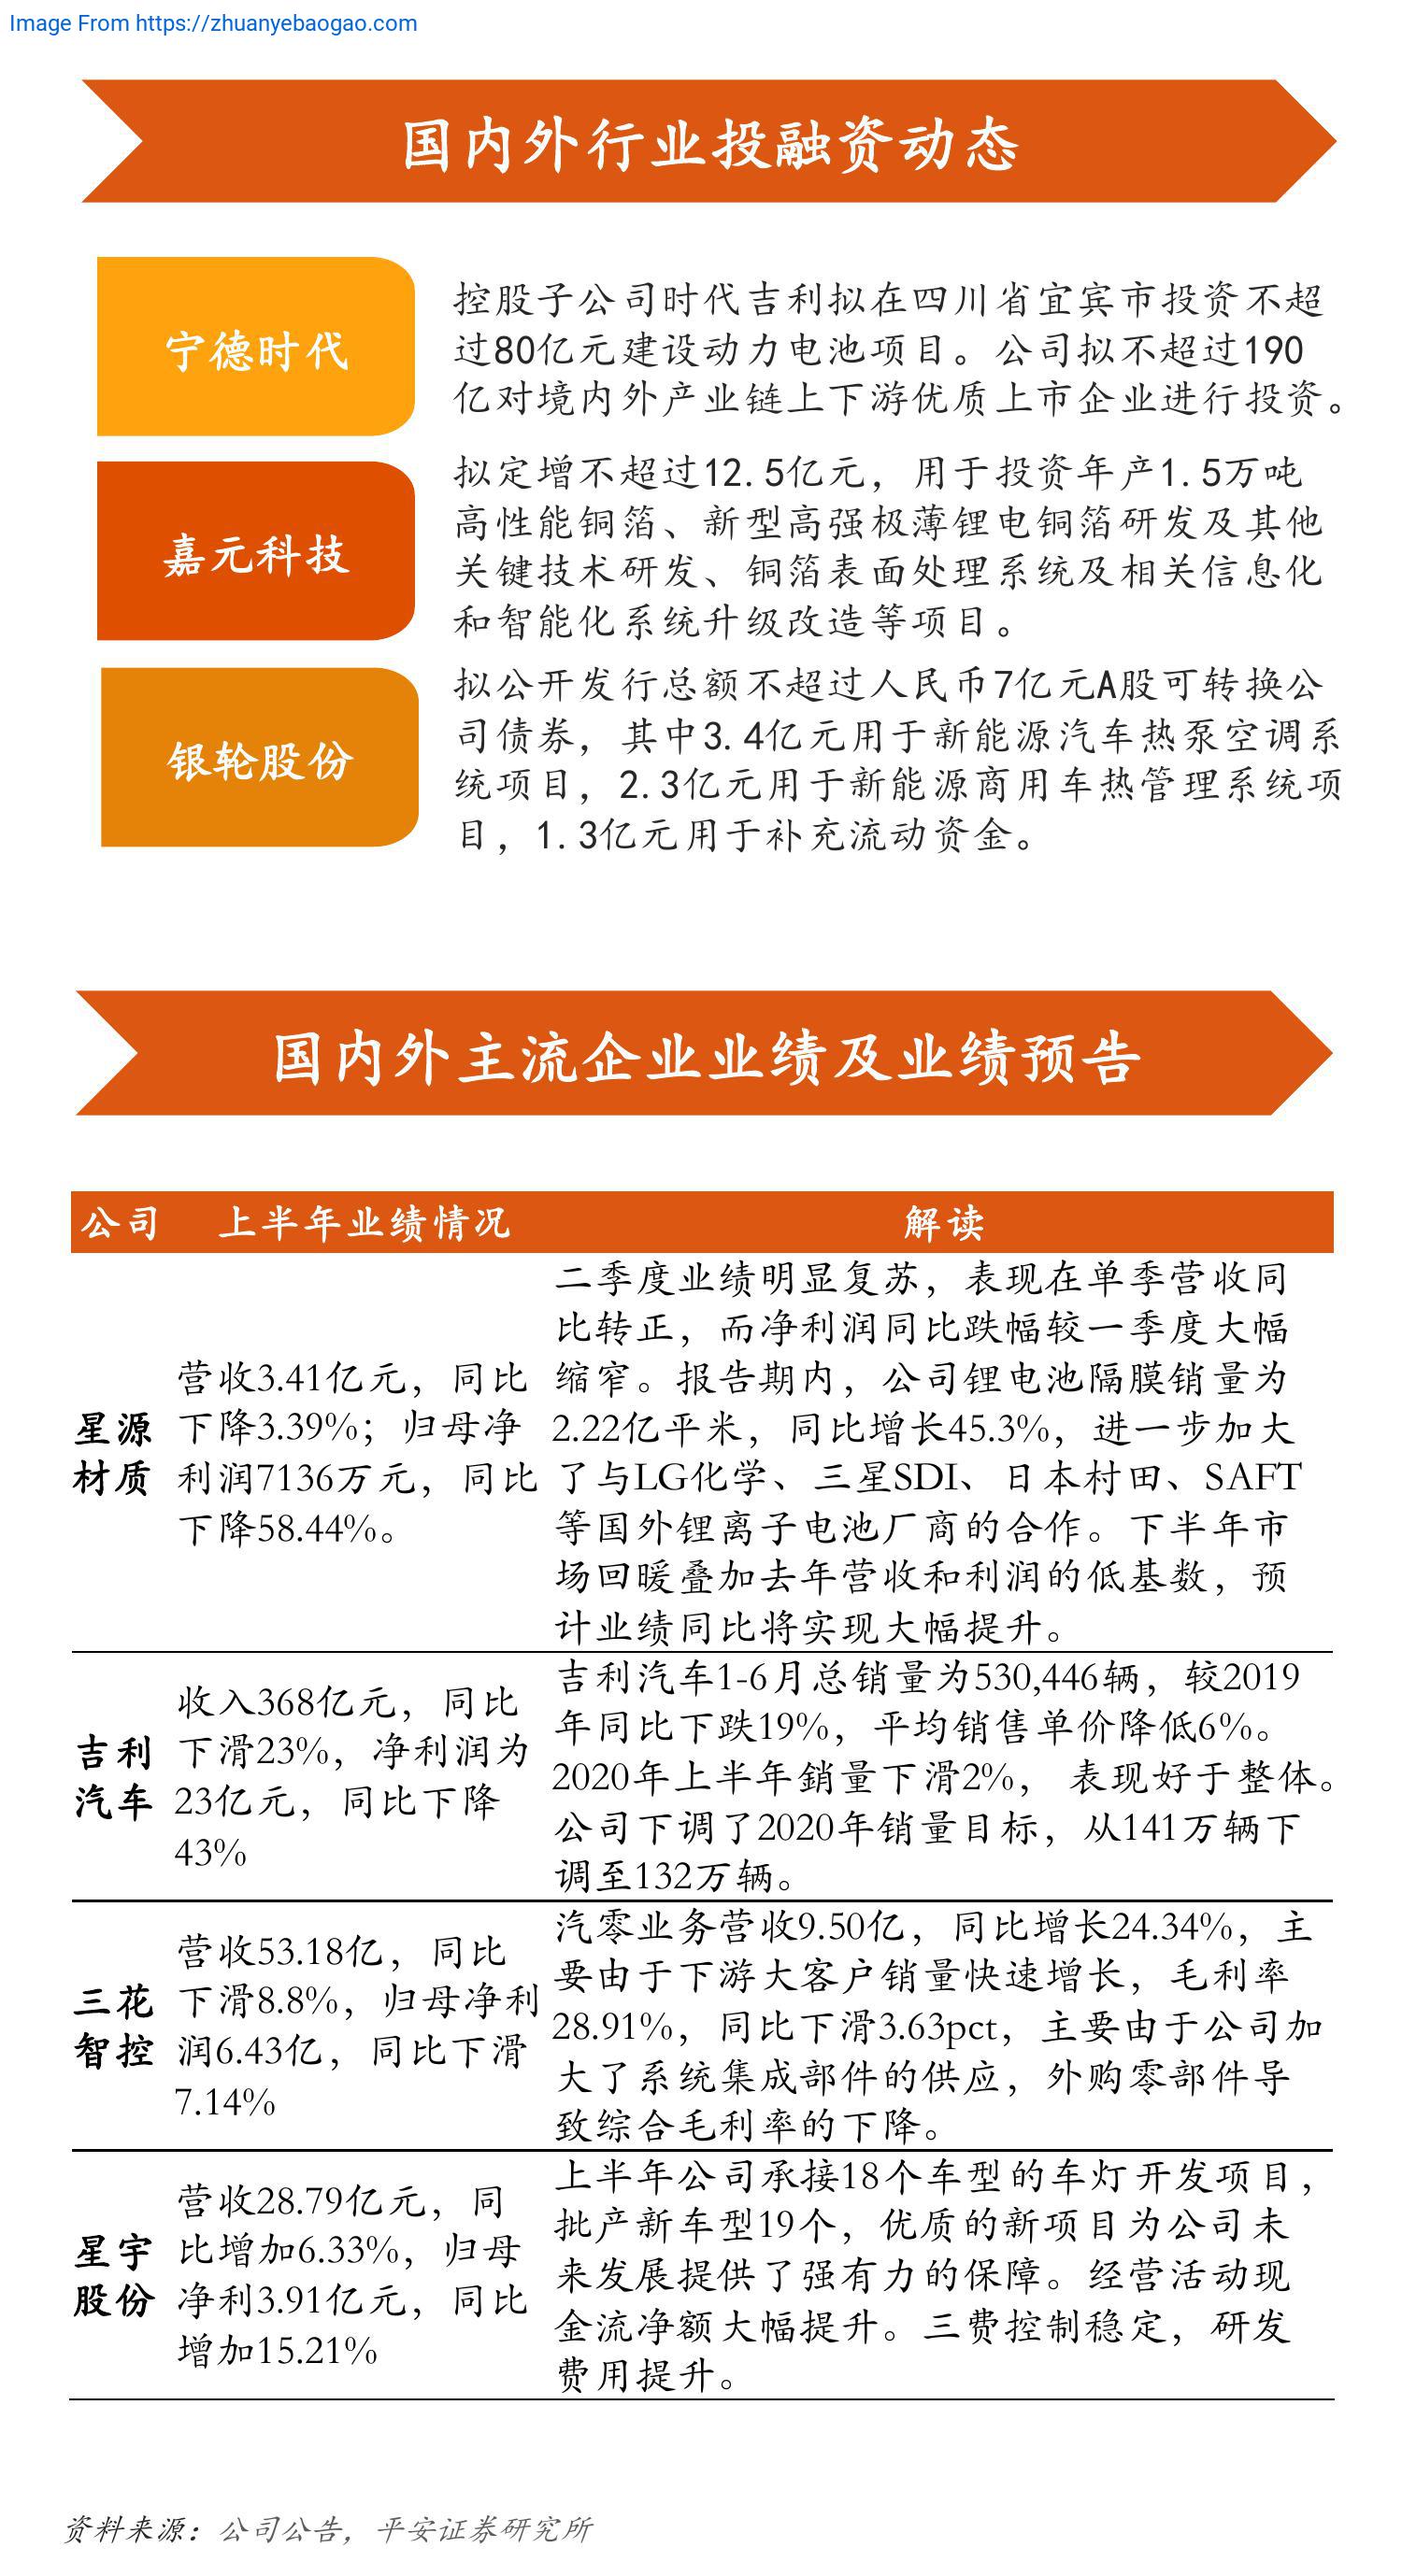 Image From https://zhuanyebaogao.com
国内外行业投融资动态
宁德时代
控股子公司时代吉利拟在四川省宜宾市投资不超
过80亿元建设动力电池项目。公司拟不超过190
亿对境内外产业链上下游优质上市企业进行投资。
嘉元科技
拟定增不超过12.5亿元，用于投资年产1.5万吨
高性能铜箔、新型高强极薄锂电铜箔研发及其他
关键技术研发、铜箔表面处理系统及相关信息化
和智能化系统升级改造等项目。
银轮股份
拟公开发行总额不超过人民币7亿元A股可转换公
司债券，其中3.4亿元用于新能源汽车热泵空调系
统项目，2.3亿元用于新能源商用车热管理系统项
目，1.3亿元用于补充流动资金。
国内外主流企业业绩及业绩预告
公司 上半年业绩情况 解读
星源
材质
营收3.41亿元，同比
下降3.39%；归母净
利润7136万元，同比
下降58.44%。
二季度业绩明显复苏，表现在单季营收同
比转正，而净利润同比跌幅较一季度大幅
缩窄。报告期内，公司锂电池隔膜销量为
2.22亿平米，同比增长45.3%，进一步加大
了与LG化学、三星SDI、日本村田、SAFT
等国外锂离子电池厂商的合作。下半年市
场回暖叠加去年营收和利润的低基数，预
计业绩同比将实现大幅提升。
吉利
汽车
收入368亿元，同比
下滑23%，净利润为
23亿元，同比下降
43%
吉利汽车1-6月总销量为530,446辆，较2019
年同比下跌19%，平均销售单价降低6%。
2020年上半年銷量下滑2%， 表现好于整体。
公司下调了2020年销量目标，从141万辆下
调至132万辆。
三花
智控
营收53.18亿，同比
下滑8.8%，归母净利
润6.43亿，同比下滑
7.14%
汽零业务营收9.50亿，同比增长24.34%，主
要由于下游大客户销量快速增长，毛利率
28.91%，同比下滑3.63pct，主要由于公司加
大了系统集成部件的供应，外购零部件导
致综合毛利率的下降。
星宇
股份
营收28.79亿元，同
比增加6.33%，归母
净利3.91亿元，同比
增加15.21%
上半年公司承接18个车型的车灯开发项目，
批产新车型19个，优质的新项目为公司未
来发展提供了强有力的保障。经营活动现
金流净额大幅提升。三费控制稳定，研发
费用提升。
资料来源：公司公告，平安证券研究所